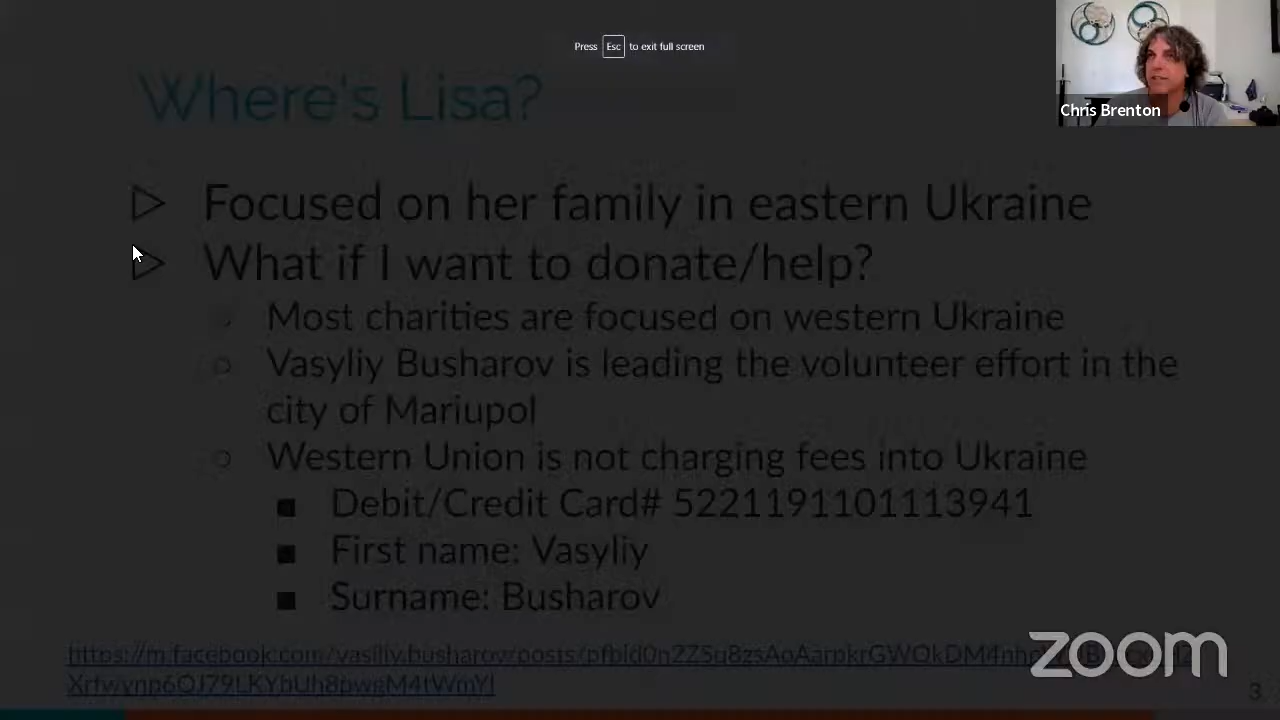 Press Esc to exit full screen
Chris Brenton
Where's Lisa?
Focused on her family in eastern Ukraine
What if I want to donate/help?
Most charities are focused on western Ukraine
Vasyliy Busharov is leading the volunteer effort in the
city of Mariupol
Western Union is not charging fees into Ukraine
Debit/Credit Card# 5221191101113941
First name: Vasyliy
Surname: Busharov
zoom
3